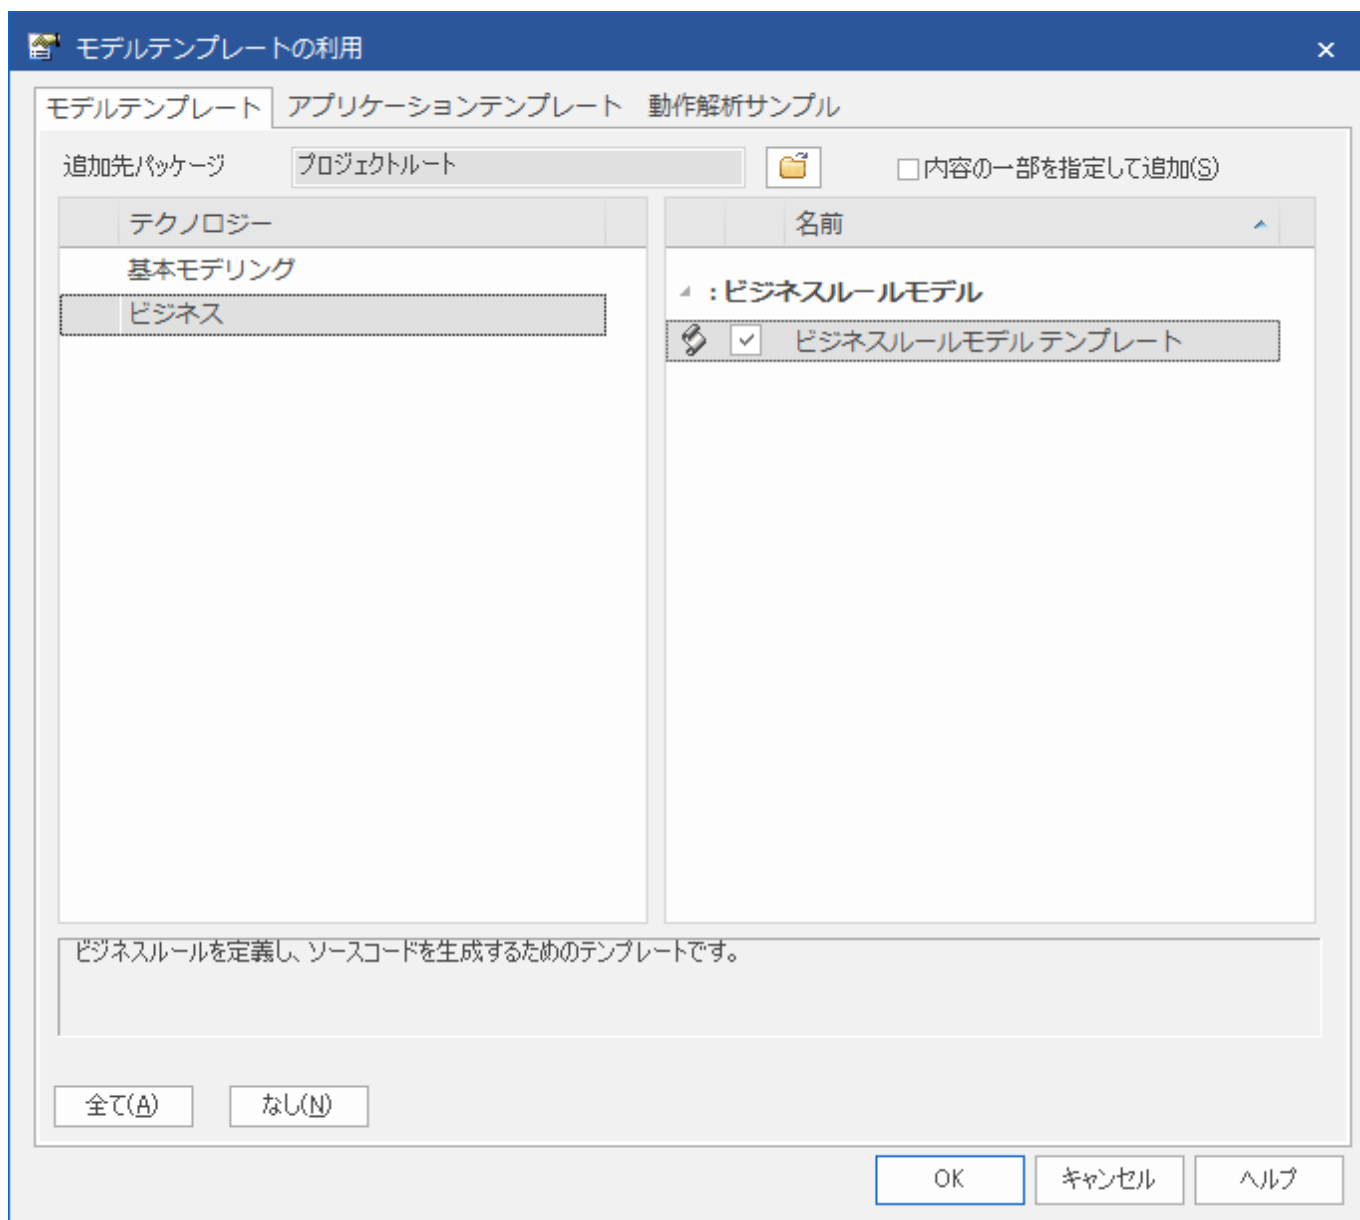 モデルテンプレートの利用
モデルテンプレート アプリケーションテンプレート 動作解析サンプル
追加先パッケージ プロジェクトルート 内容の一部を指定して追加(S)
テクノロジー 名前
基本モデリング
ビジネス
: ビジネスルールモデル
ビジネスルールモデル テンプレート
ビジネスルールを定義し、ソースコードを生成するためのテンプレートです。
全て(A) なし(N)
OK キャンセル ヘルプ